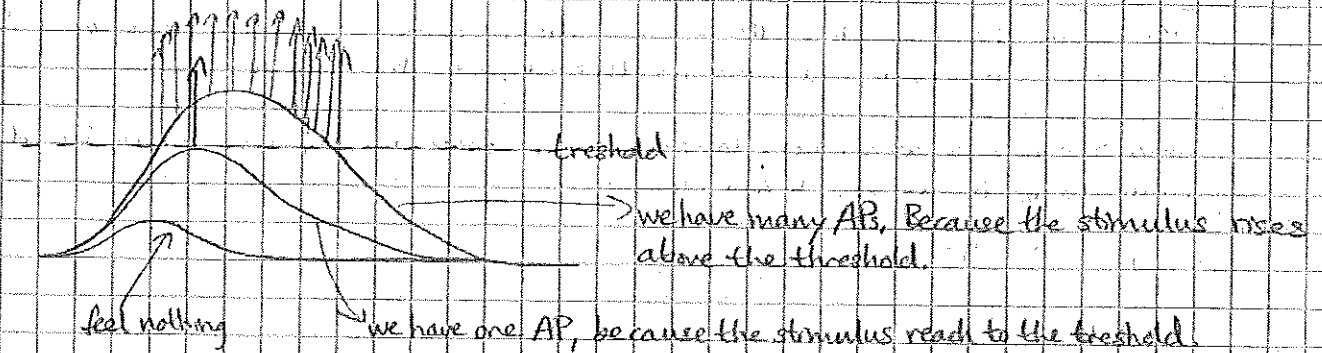 treshold
we have many APs, Because the stimulus rises
above the threshold.
feel nothing
we have one AP, because the stimulus reach to the treshold.